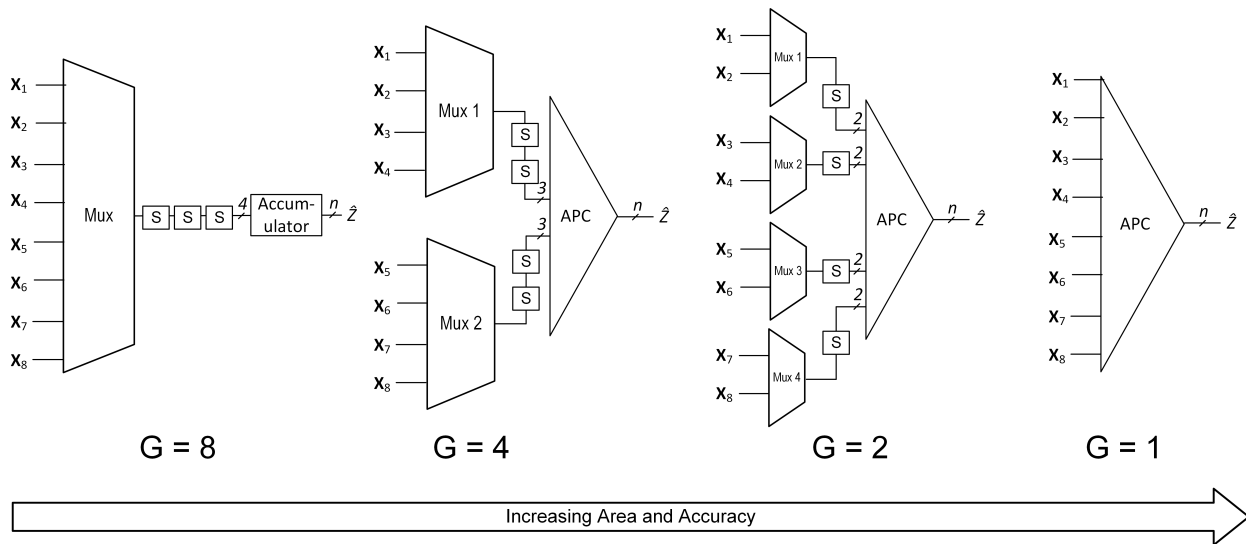 X1
X2
X3
X4
X5
X6
X7
X8
Mux
S S S
4
Accum-
ulator
n
Ẑ
G = 8
X1
X2
X3
X4
Mux 1
S
S
3
3
S
S
X5
X6
X7
X8
Mux 2
APC
n
Ẑ
G = 4
X1
X2
Mux 1
S
2
X3
X4
Mux 2
S
2
X5
X6
Mux 3
S
2
2
S
X7
X8
Mux 4
APC
n
Ẑ
G = 2
X1
X2
X3
X4
X5
X6
X7
X8
APC
n
Ẑ
G = 1
Increasing Area and Accuracy